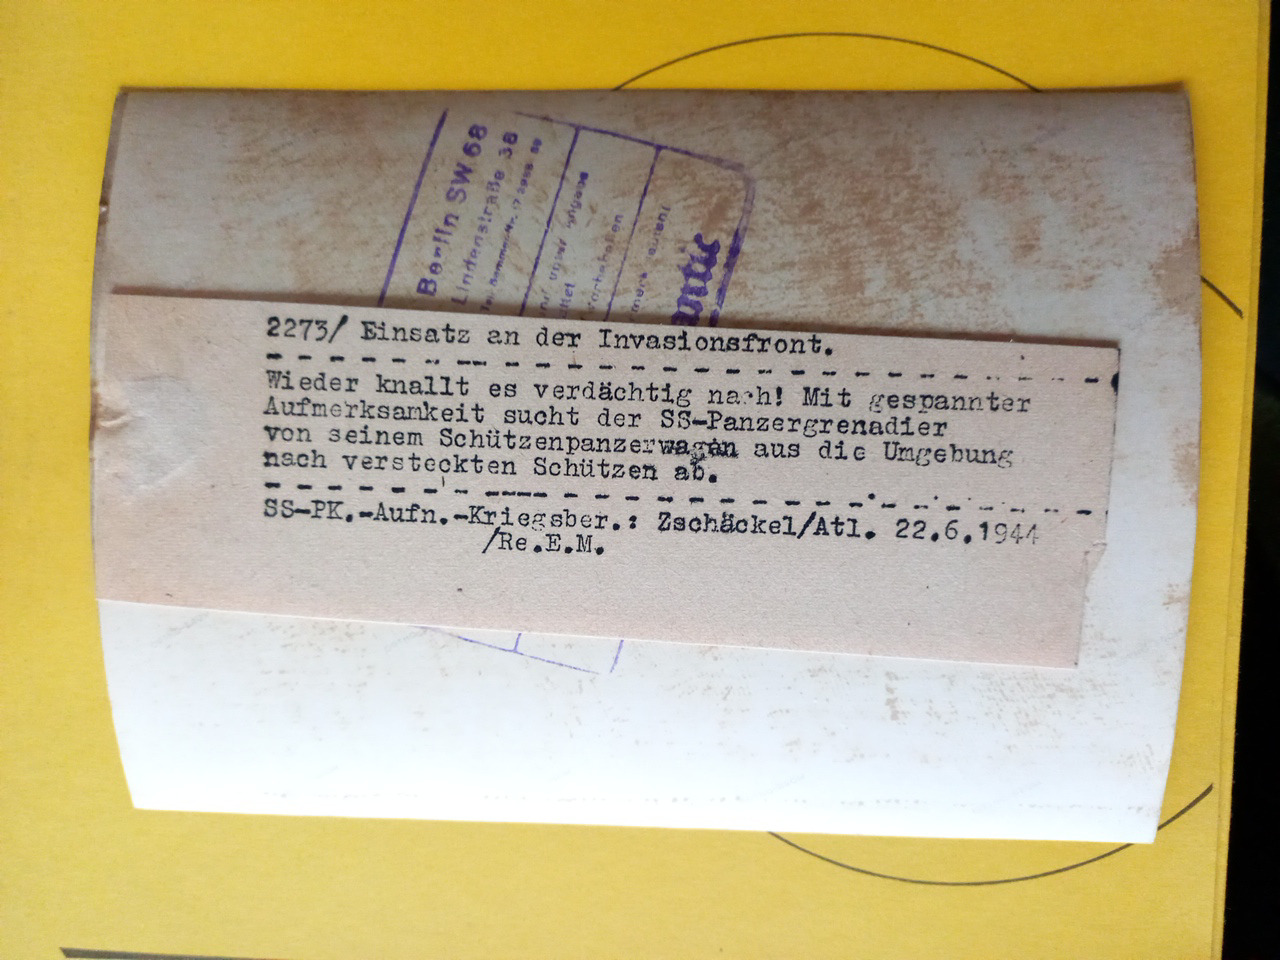 Berlin SW 68
Lindenstraße 38
2273/ Einsatz an der Invasionsfront.
Wieder knallt es verdächtig nach! Mit gespannter
Aufmerksamkeit sucht der SS-Panzergrenadier
von seinem Schützenpanzerwagen aus die Umgebung
nach versteckten Schützen ab.
SS-PK.-Aufn.-Kriegsber.: Zschäckel/Atl. 22.6.1944
/Re.E.M.